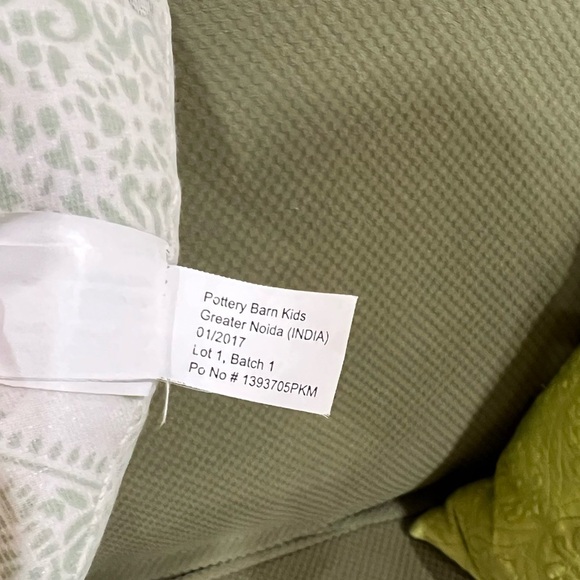 Pottery Barn Kids
Greater Noida (INDIA)
01/2017
Lot 1, Batch 1
Po No # 1393705PKM